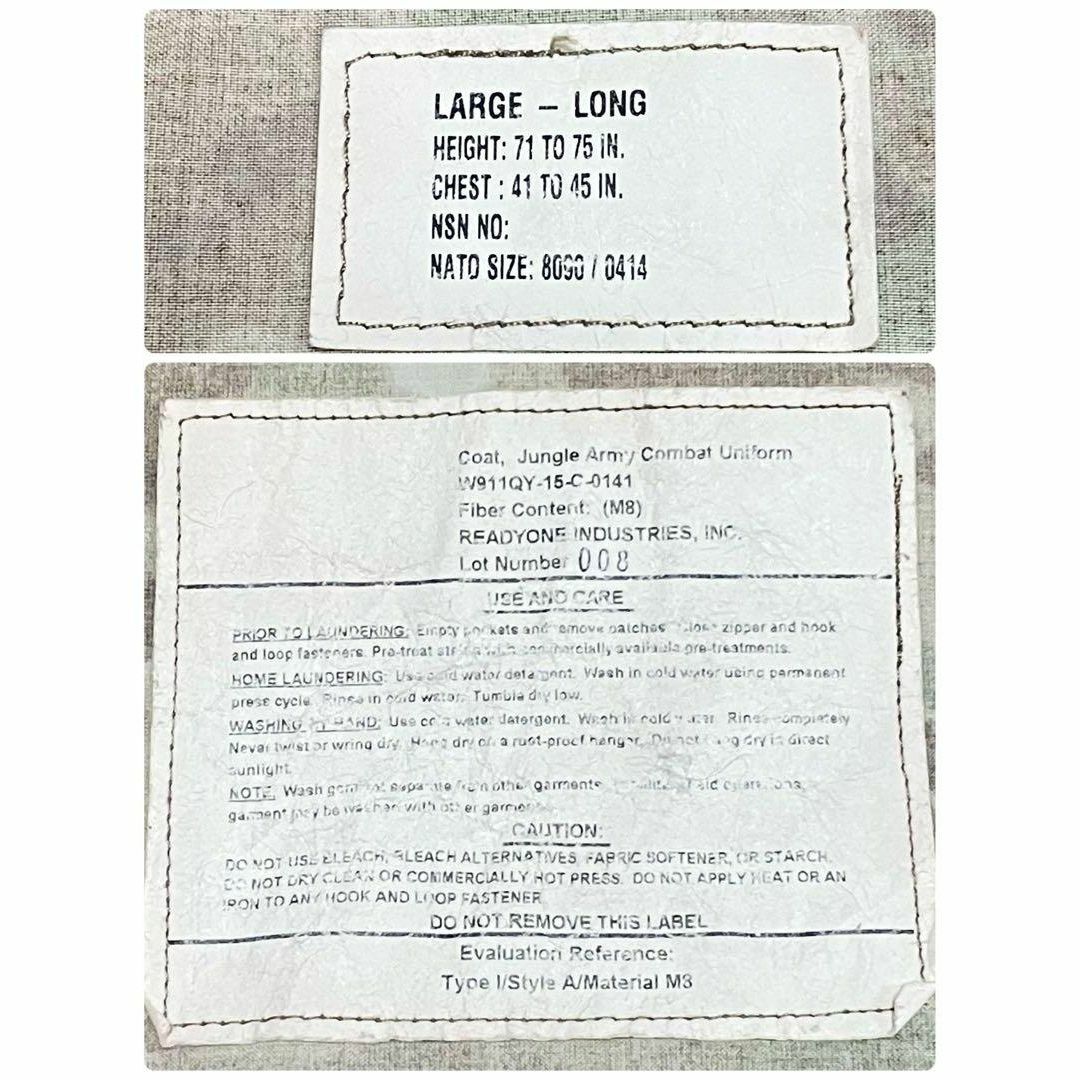 LARGE – LONG
HEIGHT: 71 TO 75 IN.
CHEST : 41 TO 45 IN.
NSN NO:
NATO SIZE: 8090 / 0414
Coat, Jungle Army Combat Uniform
W911QY-15-C-0141
Fiber Content: (M8)
READYONE INDUSTRIES, INC.
Lot Number 008
USE AND CARE
PRIOR TO LAUNDERING: Empty pockets and remove patches. Close zipper and hook
and loop fasteners. Pre-treat stains with commercially available pre-treatments.
HOME LAUNDERING: Use cold water detergent. Wash in cold water using permanent
press cycle. Rinse in cold water. Tumble dry low.
WASHING BY HAND: Use cold water detergent. Wash in cold water. Rinse completely
Never twist or wring dry. Hang dry on a rust-proof hanger. Do not hang dry in direct
sunlight.
NOTE: Wash garment separate from other garments. operations,
garment may be washed with other garments.
CAUTION:
DO NOT USE BLEACH, BLEACH ALTERNATIVES, FABRIC SOFTENER, OR STARCH.
DO NOT DRY CLEAN OR COMMERCIALLY HOT PRESS. DO NOT APPLY HEAT OR AN
IRON TO ANY HOOK AND LOOP FASTENER
DO NOT REMOVE THIS LABEL
Evaluation Reference:
Type I/Style A/Material M3